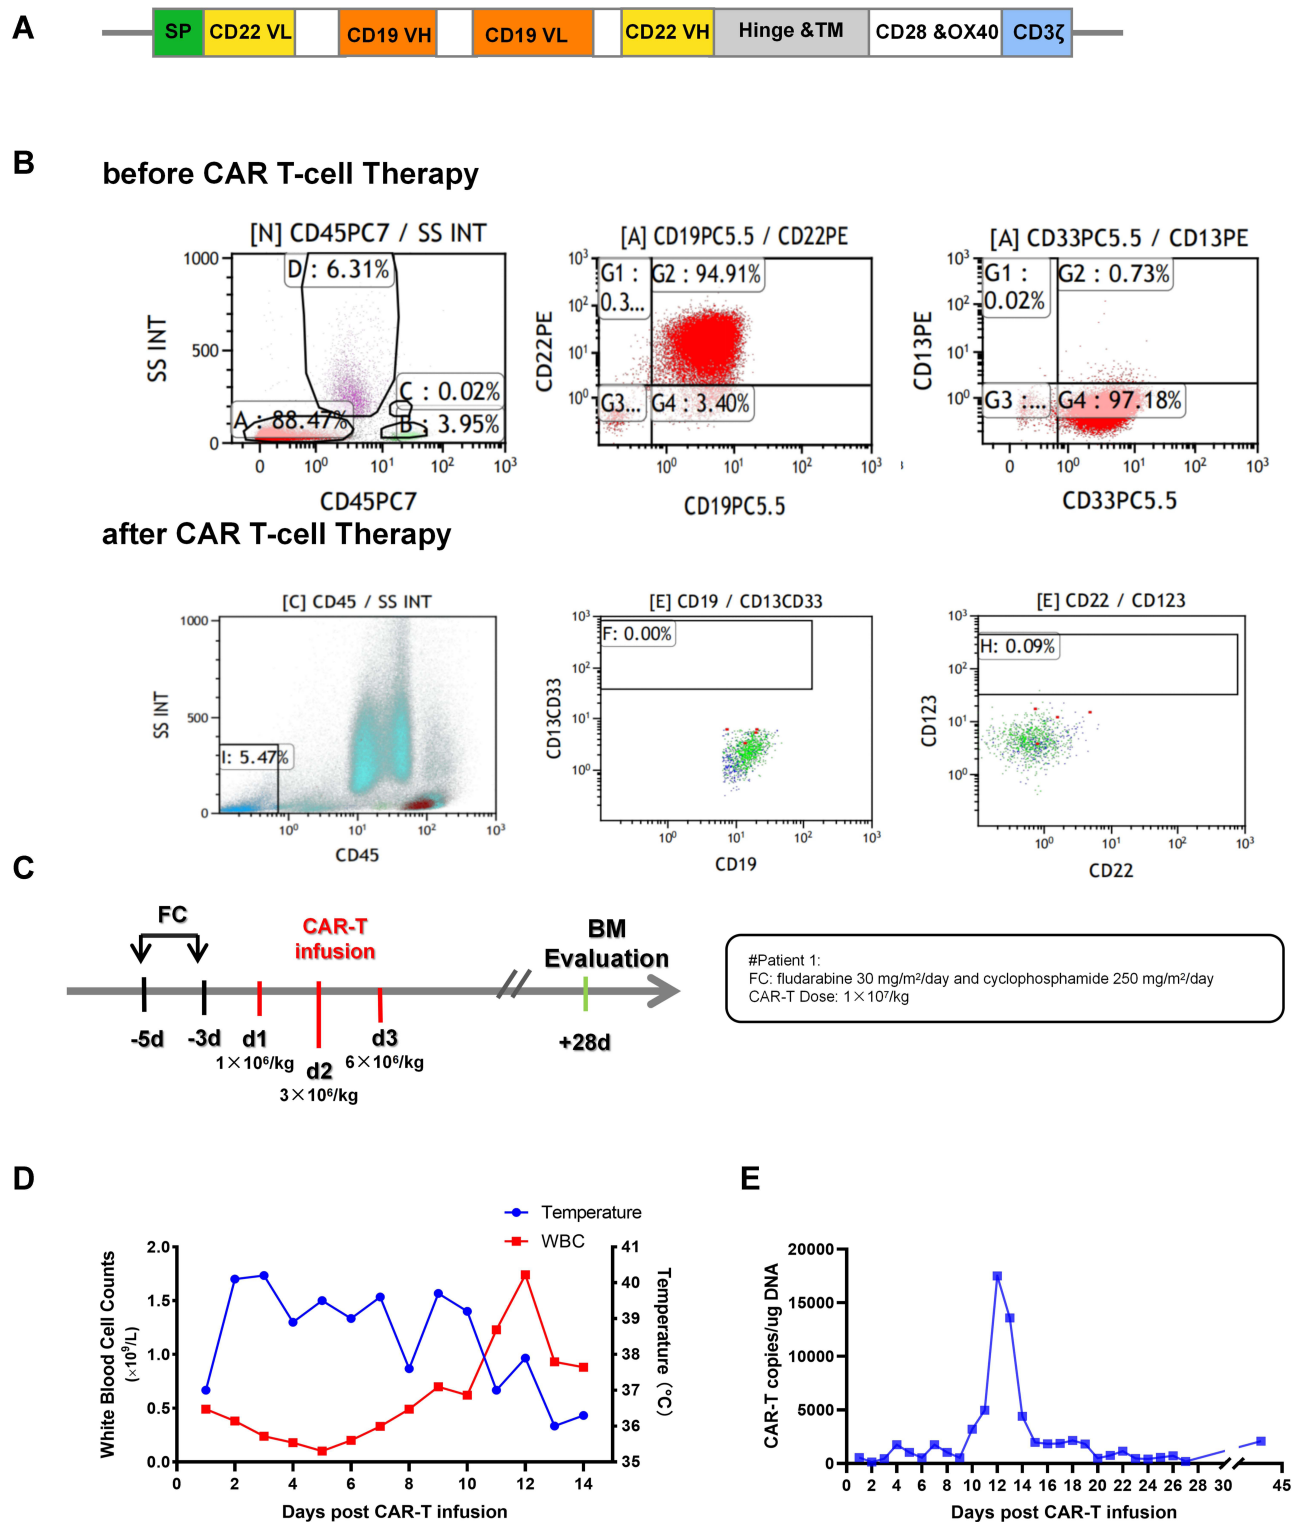 A
SP CD22 VL CD19 VH CD19 VL CD22 VH Hinge &TM CD28 &OX40 CD3ζ
B
before CAR T-cell Therapy
[N] CD45PC7 / SS INT
1000
500
0
SS INT
D : 6.31%
C : 0.02%
A : 88.47%
B : 3.95%
0 10⁰ 10¹ 10² 10³
CD45PC7
[A] CD19PC5.5 / CD22PE
10³
10²
10¹
10⁰
CD22PE
G1 :
0.3...
G2 : 94.91%
G3...
G4 : 3.40%
10⁰ 10¹ 10² 10³
CD19PC5.5
[A] CD33PC5.5 / CD13PE
10³
10²
10¹
10⁰
CD13PE
G1 :
0.02%
G2 : 0.73%
G3 :...
G4 : 97.18%
0 10⁰ 10¹ 10² 10³
CD33PC5.5
after CAR T-cell Therapy
[C] CD45 / SS INT
1000
500
0
SS INT
I: 5.47%
10⁰ 10¹ 10² 10³
CD45
[E] CD19 / CD13CD33
10³
10²
10¹
10⁰
CD13CD33
F: 0.00%
10⁰ 10¹ 10² 10³
CD19
[E] CD22 / CD123
10³
10²
10¹
10⁰
CD123
H: 0.09%
10⁰ 10¹ 10² 10³
CD22
C
FC
CAR-T
infusion
BM
Evaluation
-5d -3d d1 d2 d3 +28d
1×10⁶/kg
3×10⁶/kg
6×10⁶/kg
#Patient 1:
FC: fludarabine 30 mg/m²/day and cyclophosphamide 250 mg/m²/day
CAR-T Dose: 1×10⁷/kg
D
Temperature
WBC
White Blood Cell Counts
(×10⁹/L)
2.0
1.5
1.0
0.5
0.0
41
40
39
38
37
36
35
Temperature (°C)
0 2 4 6 8 10 12 14
Days post CAR-T infusion
E
CAR-T copies/ug DNA
20000
15000
10000
5000
0
0 2 4 6 8 10 12 14 16 18 20 22 24 26 28 30 45
Days post CAR-T infusion